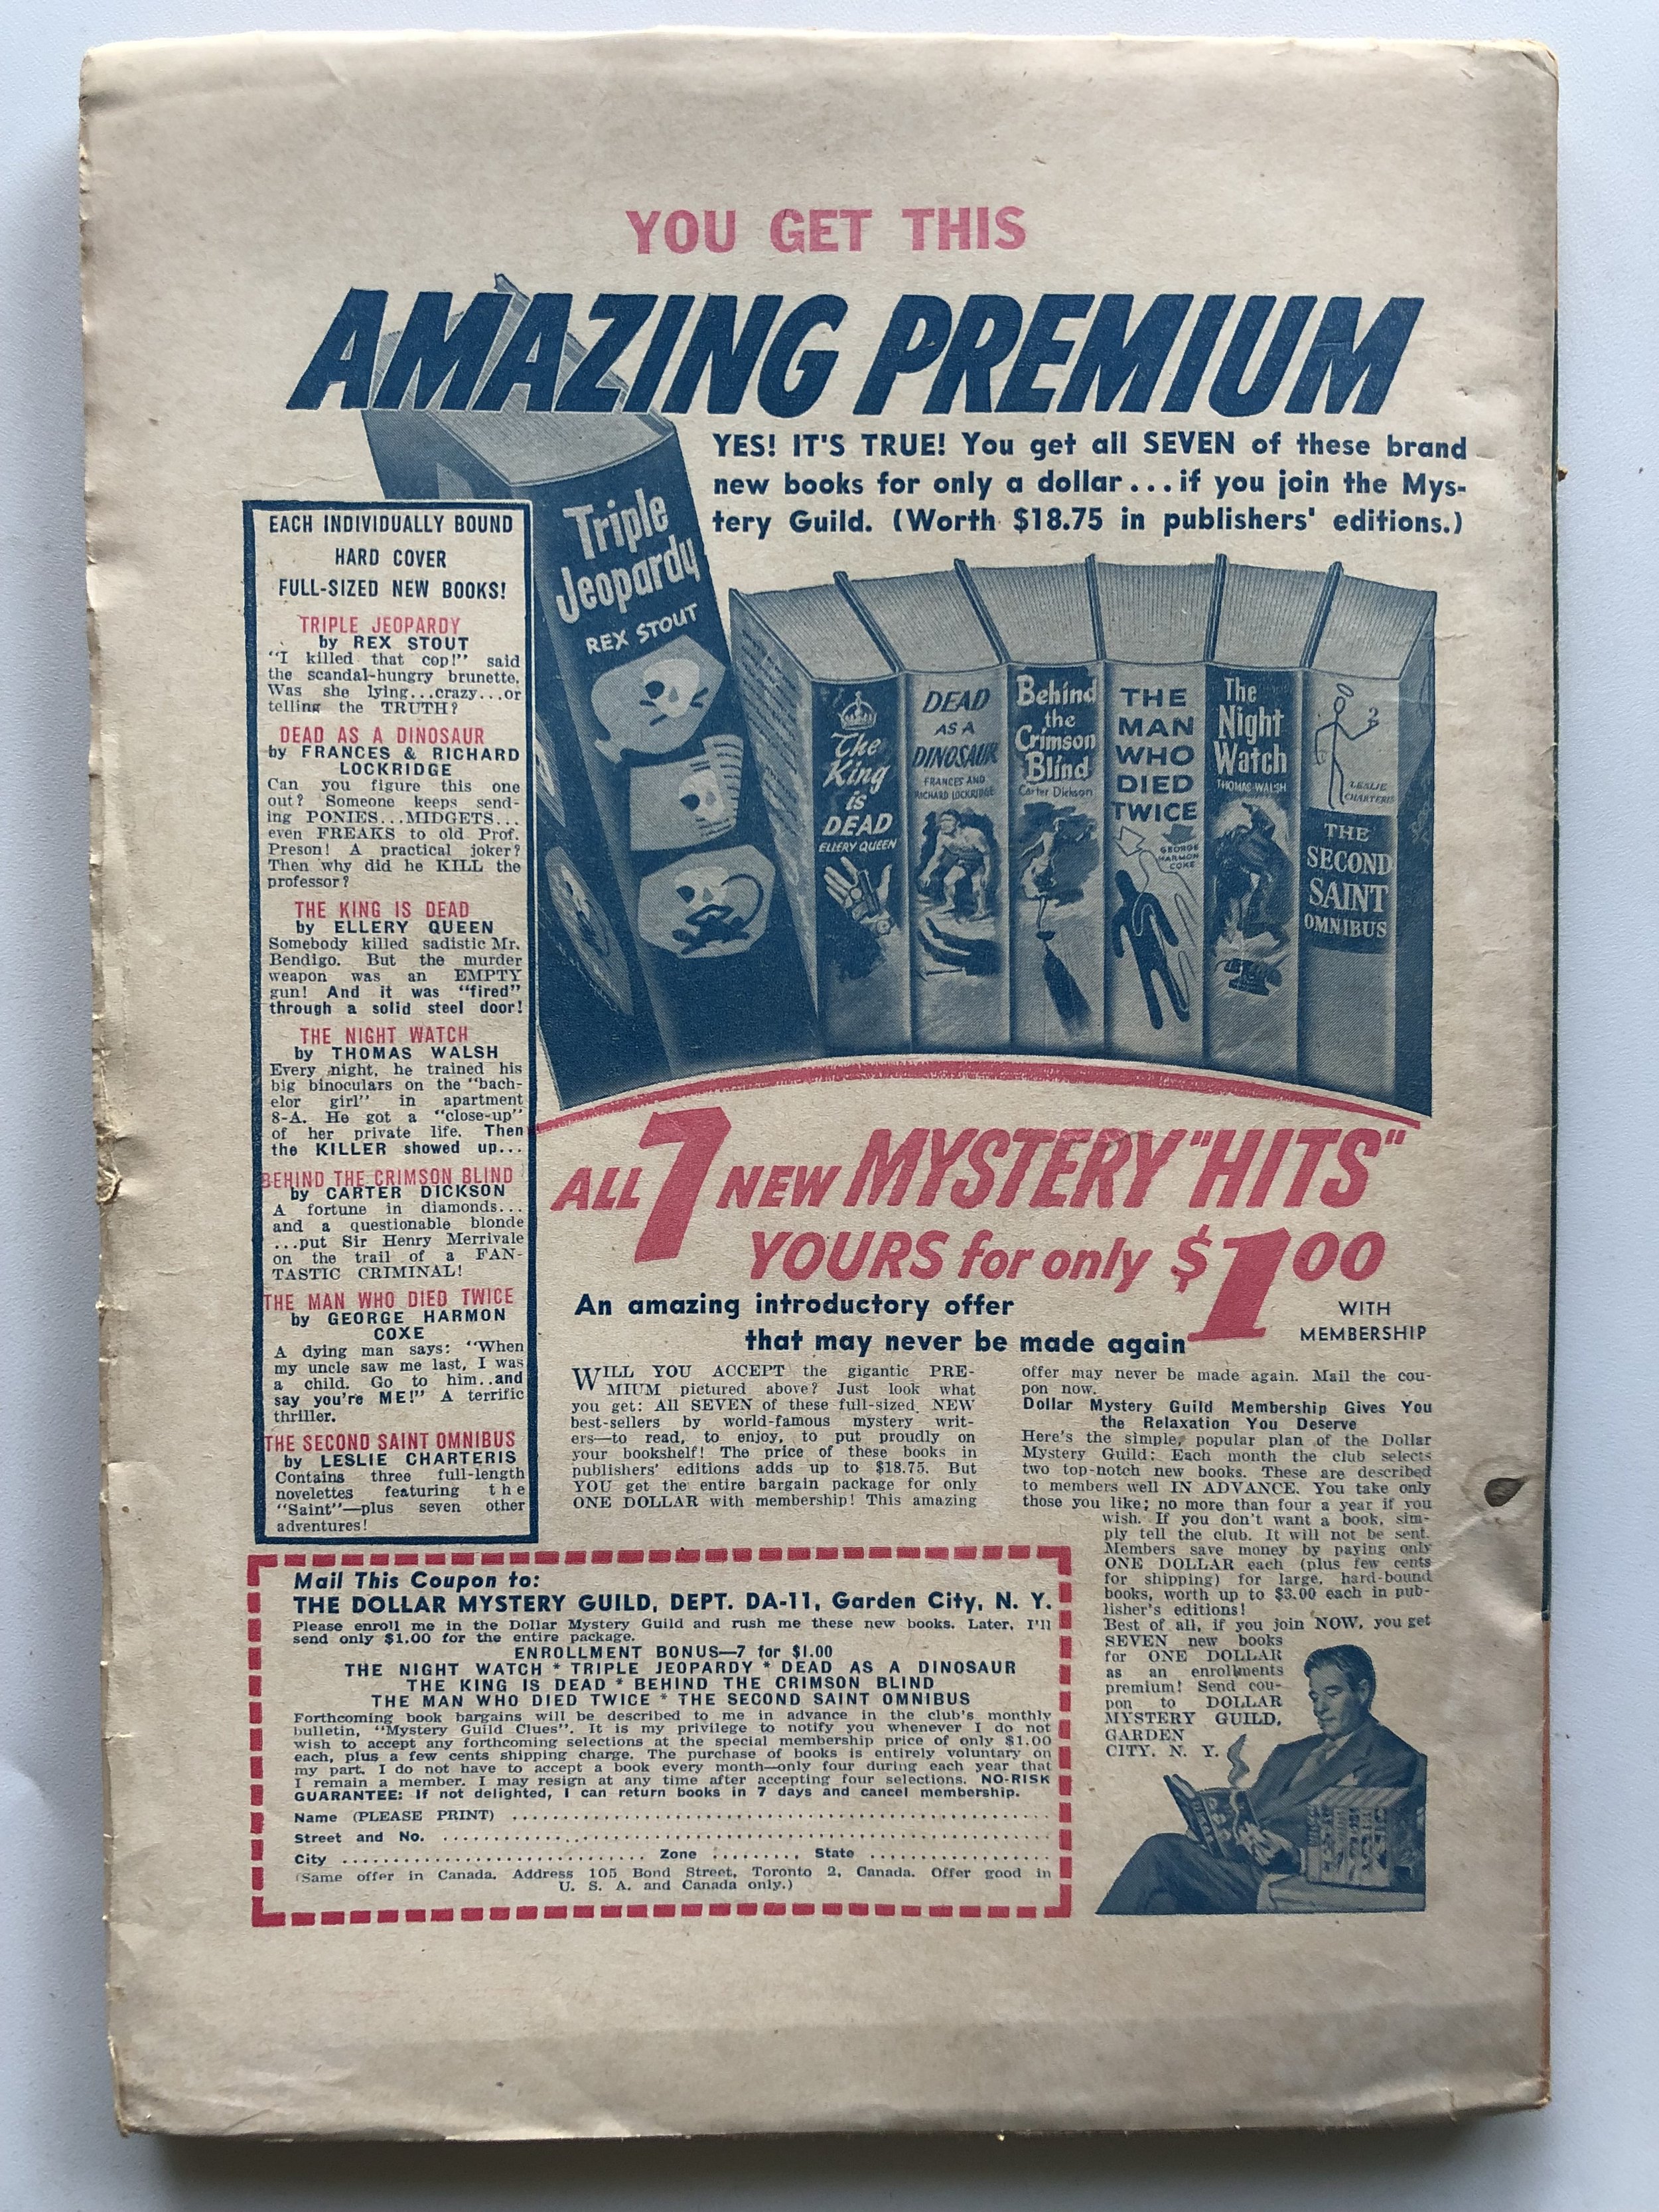 YOU GET THIS
AMAZING PREMIUM
YES! IT'S TRUE! You get all SEVEN of these brand
new books for only a dollar...if you join the Mys-
tery Guild. (Worth $18.75 in publishers' editions.)
EACH INDIVIDUALLY BOUND
HARD COVER
FULL-SIZED NEW BOOKS!
TRIPLE JEOPARDY
by REX STOUT
"I killed that cop!" said
the scandal-hungry brunette.
Was she lying...crazy...or
telling the TRUTH?
DEAD AS A DINOSAUR
by FRANCES & RICHARD
LOCKRIDGE
Can you figure this one
out? Someone keeps send-
ing PONIES...MIDGETS...
even FREAKS to old Prof.
Preson! A practical joker?
Then why did he KILL the
professor?
THE KING IS DEAD
by ELLERY QUEEN
Somebody killed sadistic Mr.
Bendigo. But the murder
weapon was an EMPTY
gun! And it was "fired"
through a solid steel door!
THE NIGHT WATCH
by THOMAS WALSH
Every night, he trained his
big binoculars on the "bach-
elor girl" in apartment
8-A. He got a "close-up"
of her private life. Then
the KILLER showed up...
BEHIND THE CRIMSON BLIND
by CARTER DICKSON
A fortune in diamonds...
and a questionable blonde
...put Sir Henry Merrivale
on the trail of a FAN-
TASTIC CRIMINAL!
THE MAN WHO DIED TWICE
by GEORGE HARMON
COXE
A dying man says: "When
my uncle saw me last, I was
a child. Go to him..and
say you're ME!" A terrific
thriller.
THE SECOND SAINT OMNIBUS
by LESLIE CHARTERIS
Contains three full-length
novelettes featuring the
"Saint"—plus seven other
adventures!
Triple
Jeopardy
REX STOUT
The
King
is
DEAD
ELLERY QUEEN
DEAD
AS A
DINOSAUR
FRANCES AND
RICHARD LOCKRIDGE
Behind
the
Crimson
Blind
Carter Dickson
THE
MAN
WHO
DIED
TWICE
GEORGE
HARMON
COXE
The
Night
Watch
THOMAS WALSH
LESLIE
CHARTERIS
THE
SECOND
SAINT
OMNIBUS
ALL 7 NEW MYSTERY "HITS"
YOURS for only $1.00
WITH
MEMBERSHIP
An amazing introductory offer
that may never be made again
WILL YOU ACCEPT the gigantic PRE-
MIUM pictured above? Just look what
you get: All SEVEN of these full-sized NEW
best-sellers by world-famous mystery writ-
ers—to read, to enjoy, to put proudly on
your bookshelf! The price of these books in
publishers' editions adds up to $18.75. But
YOU get the entire bargain package for only
ONE DOLLAR with membership! This amazing
offer may never be made again. Mail the cou-
pon now.
Dollar Mystery Guild Membership Gives You
the Relaxation You Deserve
Here's the simple, popular plan of the Dollar
Mystery Guild: Each month the club selects
two top-notch new books. These are described
to members well IN ADVANCE. You take only
those you like; no more than four a year if you
wish. If you don't want a book, sim-
ply tell the club. It will not be sent.
Members save money by paying only
ONE DOLLAR each (plus few cents
for shipping) for large, hard-bound
books, worth up to $3.00 each in pub-
lisher's editions!
Best of all, if you join NOW, you get
SEVEN new books
for ONE DOLLAR
as an enrollments
premium! Send cou-
pon to DOLLAR
MYSTERY GUILD,
GARDEN
CITY, N. Y.
Mail This Coupon to:
THE DOLLAR MYSTERY GUILD, DEPT. DA-11, Garden City, N. Y.
Please enroll me in the Dollar Mystery Guild and rush me these new books. Later, I'll
send only $1.00 for the entire package.
ENROLLMENT BONUS—7 for $1.00
THE NIGHT WATCH * TRIPLE JEOPARDY * DEAD AS A DINOSAUR
THE KING IS DEAD * BEHIND THE CRIMSON BLIND
THE MAN WHO DIED TWICE * THE SECOND SAINT OMNIBUS
Forthcoming book bargains will be described to me in advance in the club's monthly
bulletin, "Mystery Guild Clues". It is my privilege to notify you whenever I do not
wish to accept any forthcoming selections at the special membership price of only $1.00
each, plus a few cents shipping charge. The purchase of books is entirely voluntary on
my part. I do not have to accept a book every month—only four during each year that
I remain a member. I may resign at any time after accepting four selections. NO-RISK
GUARANTEE: If not delighted, I can return books in 7 days and cancel membership.
Name (PLEASE PRINT)
Street and No.
City Zone State
(Same offer in Canada. Address 105 Bond Street, Toronto 2, Canada. Offer good in
U. S. A. and Canada only.)